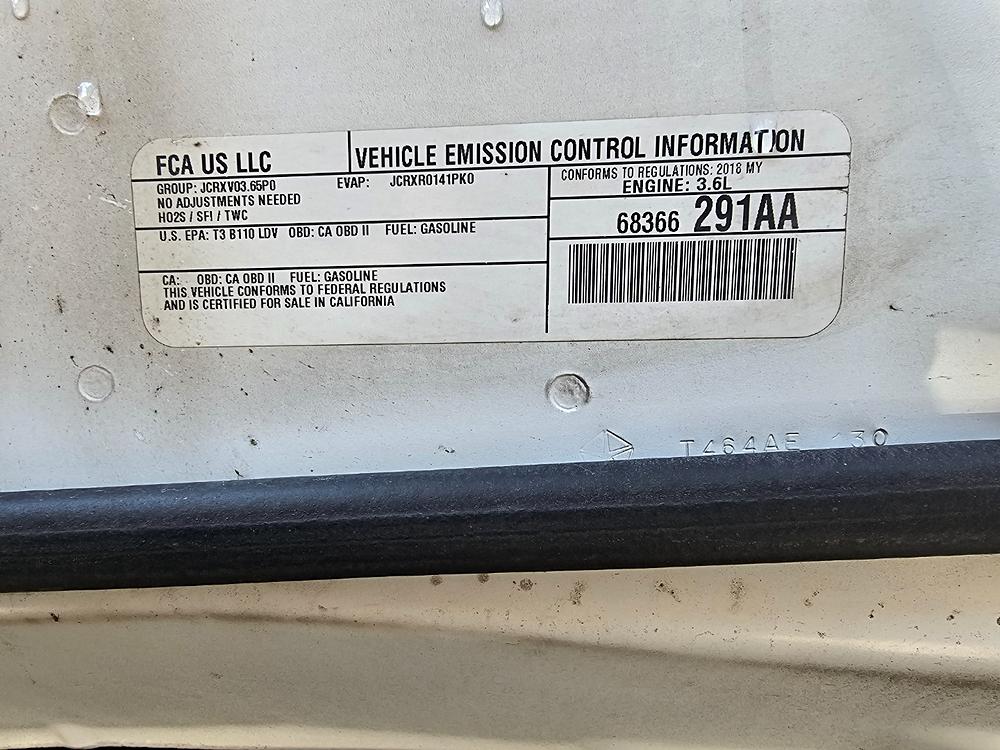 FCA US LLC
VEHICLE EMISSION CONTROL INFORMATION
GROUP: JCRXV03.65P0 EVAP: JCRXR0141PK0
NO ADJUSTMENTS NEEDED
HO2S / SFI / TWC
U.S. EPA: T3 B110 LDV OBD: CA OBD II FUEL: GASOLINE
CA: OBD: CA OBD II FUEL: GASOLINE
THIS VEHICLE CONFORMS TO FEDERAL REGULATIONS
AND IS CERTIFIED FOR SALE IN CALIFORNIA
CONFORMS TO REGULATIONS: 2018 MY
ENGINE: 3.6L
68366 291AA
T464AE 130